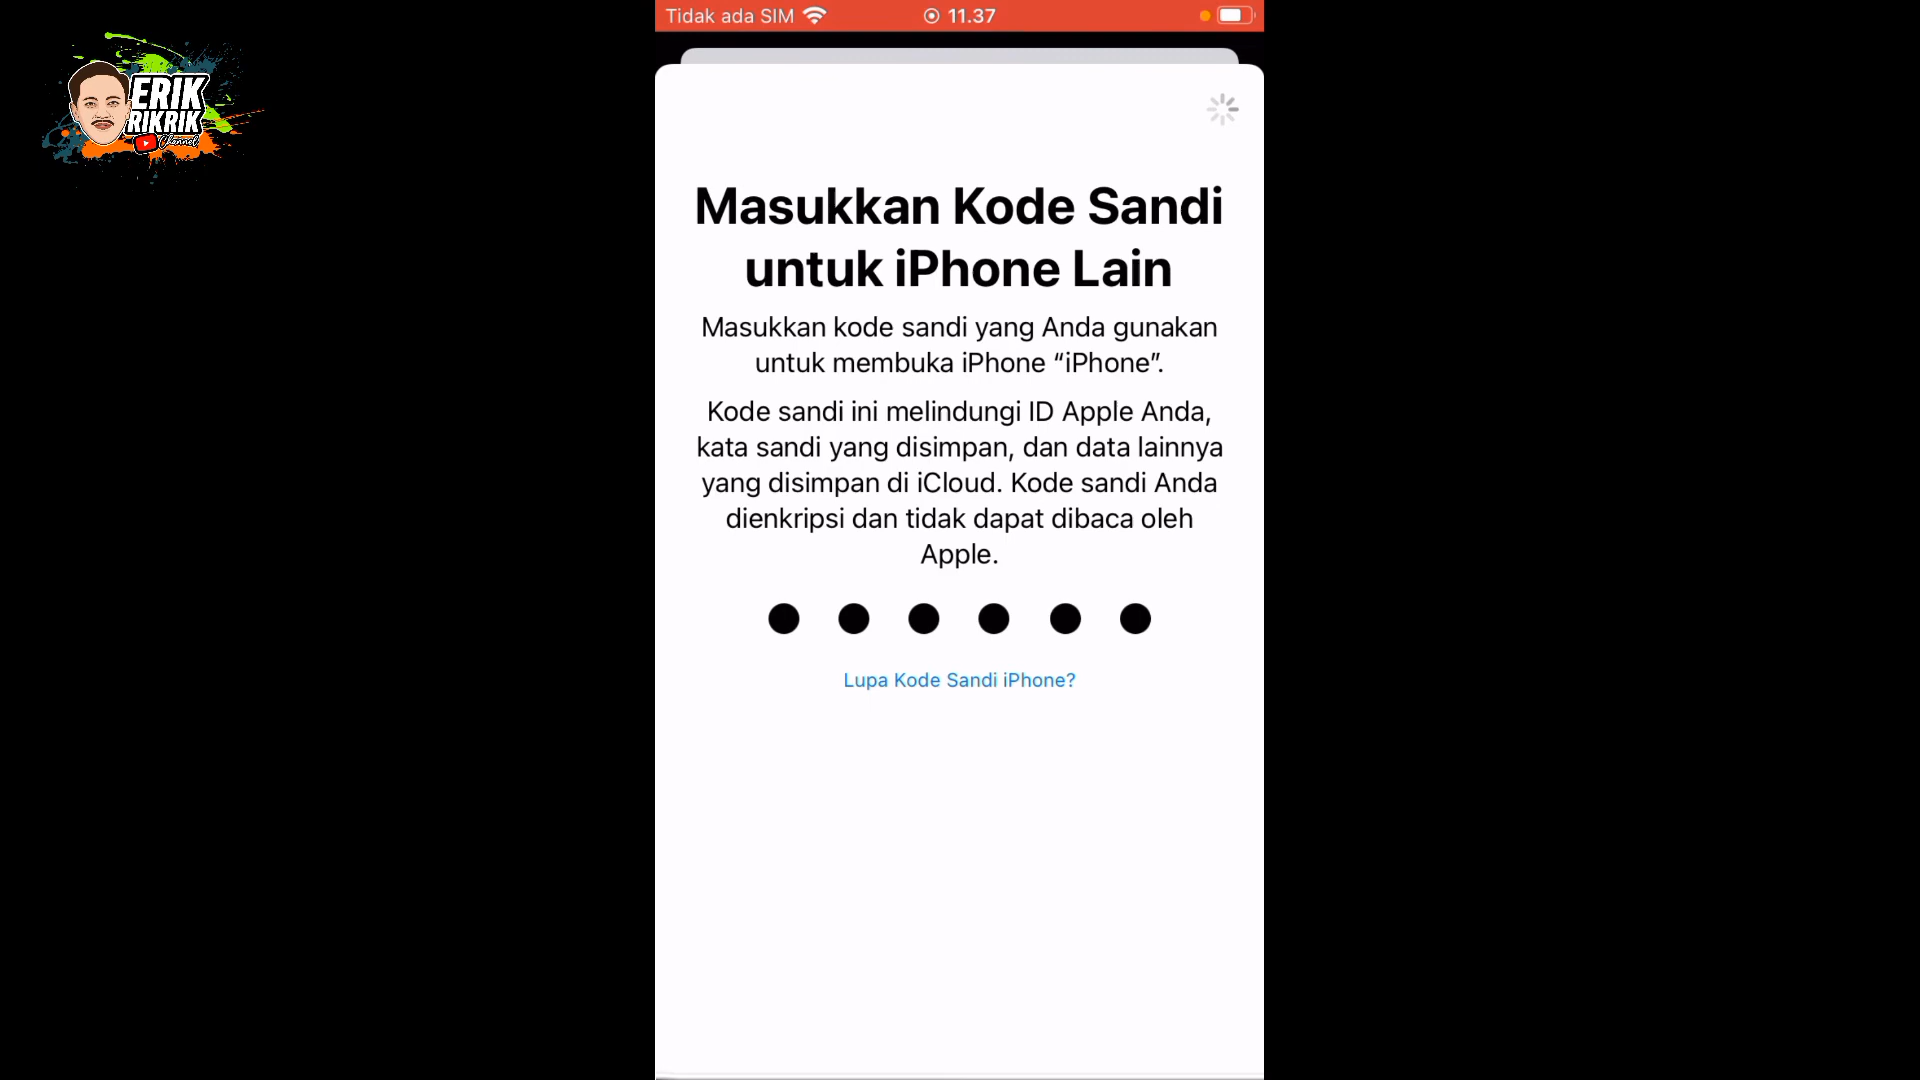 Tidak ada SIM
11.37
ERIK
RIKRIK
Channel
Masukkan Kode Sandi
untuk iPhone Lain
Masukkan kode sandi yang Anda gunakan
untuk membuka iPhone “iPhone”.
Kode sandi ini melindungi ID Apple Anda,
kata sandi yang disimpan, dan data lainnya
yang disimpan di iCloud. Kode sandi Anda
dienkripsi dan tidak dapat dibaca oleh
Apple.
Lupa Kode Sandi iPhone?